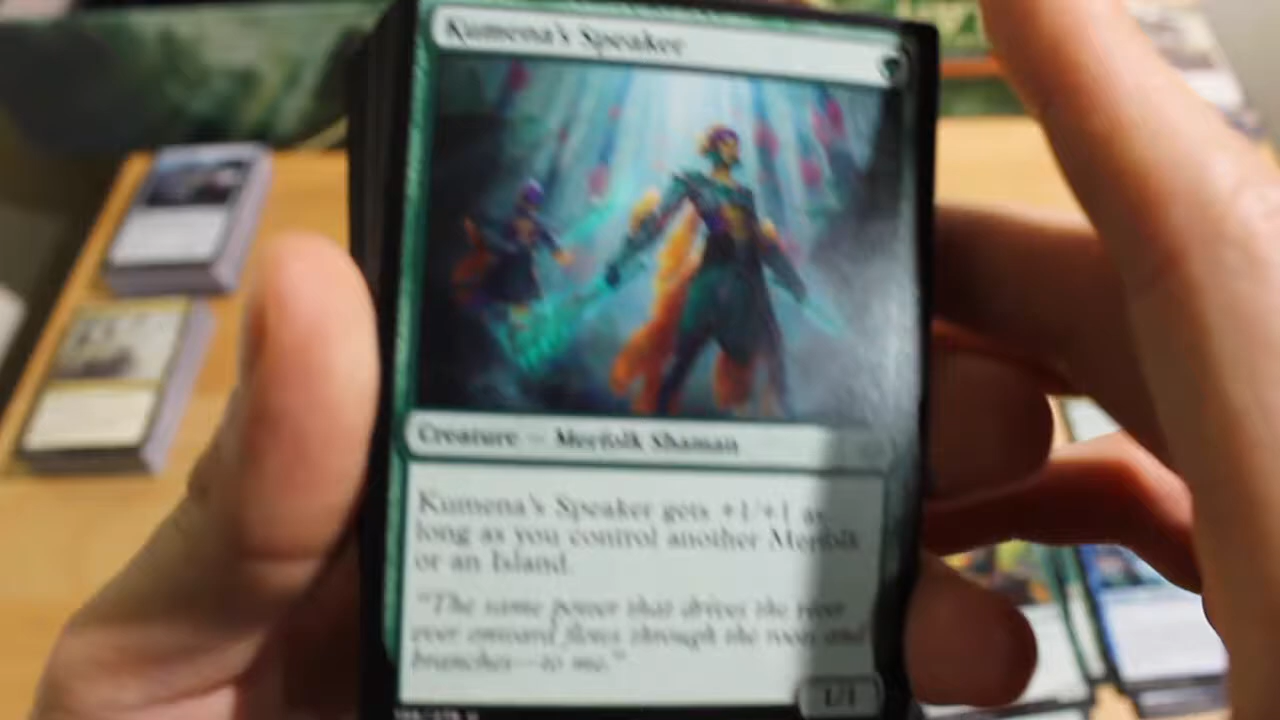 Kumena's Speaker
Creature — Merfolk Shaman
Kumena's Speaker gets +1/+1 as
long as you control another Merfolk
or an Island.
"The same power that drives the river
ever onward flows through the roots and
branches—to me."
1/1